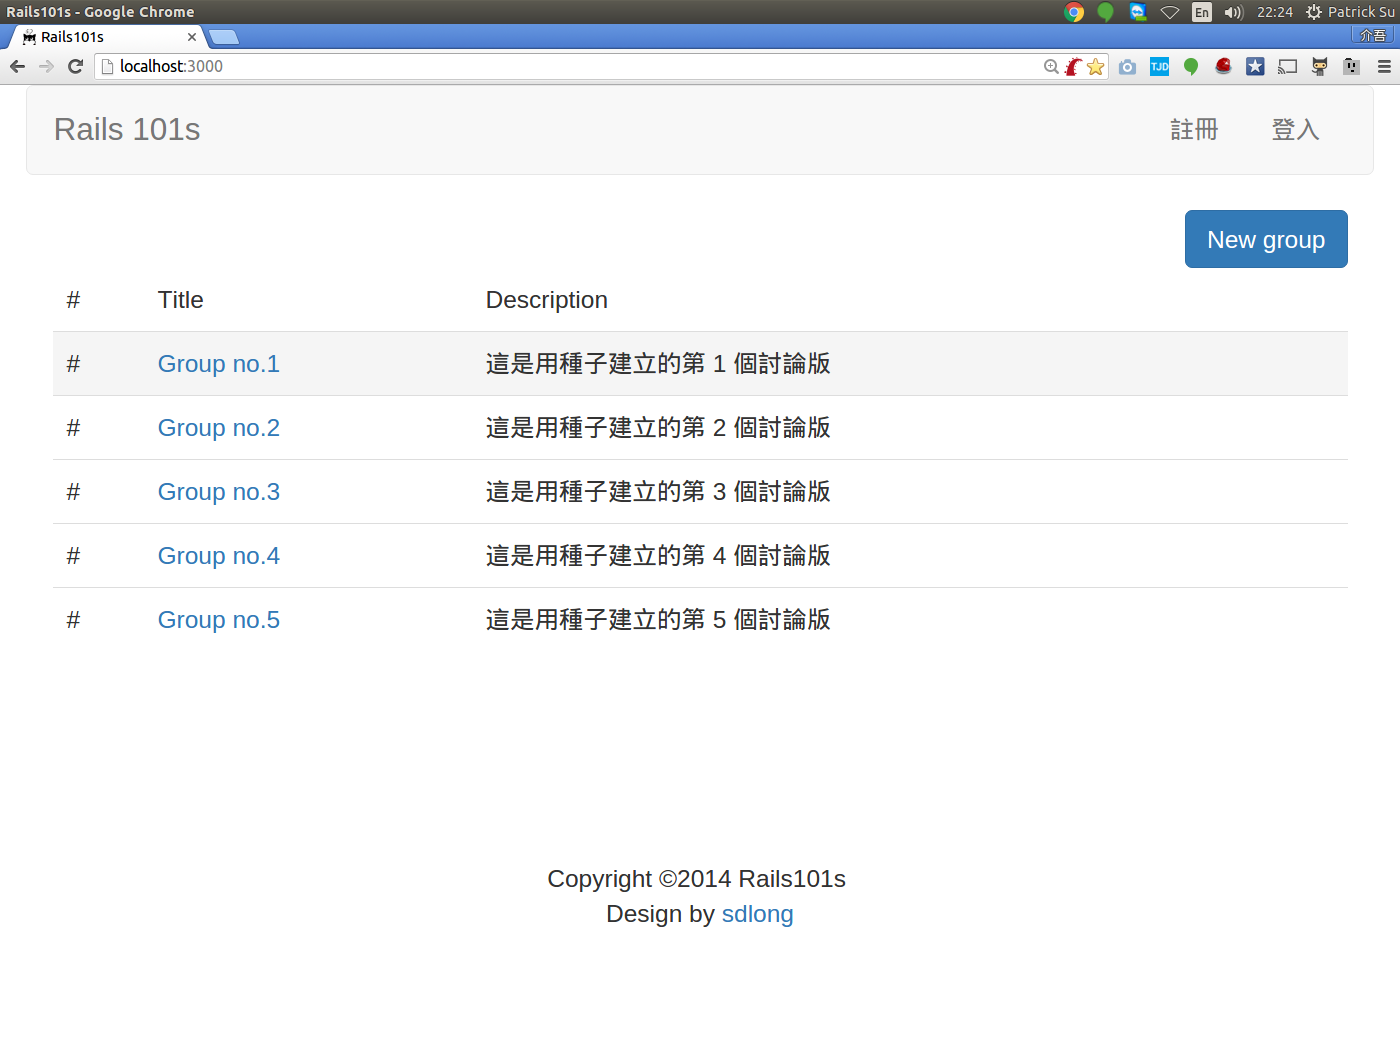 Rails101s - Google Chrome
En
22:24
Patrick Su
Rails101s
介吾
localhost:3000
TJD
Rails 101s
註冊
登入
New group
# Title Description
# Group no.1 這是用種子建立的第 1 個討論版
# Group no.2 這是用種子建立的第 2 個討論版
# Group no.3 這是用種子建立的第 3 個討論版
# Group no.4 這是用種子建立的第 4 個討論版
# Group no.5 這是用種子建立的第 5 個討論版
Copyright ©2014 Rails101s
Design by sdlong